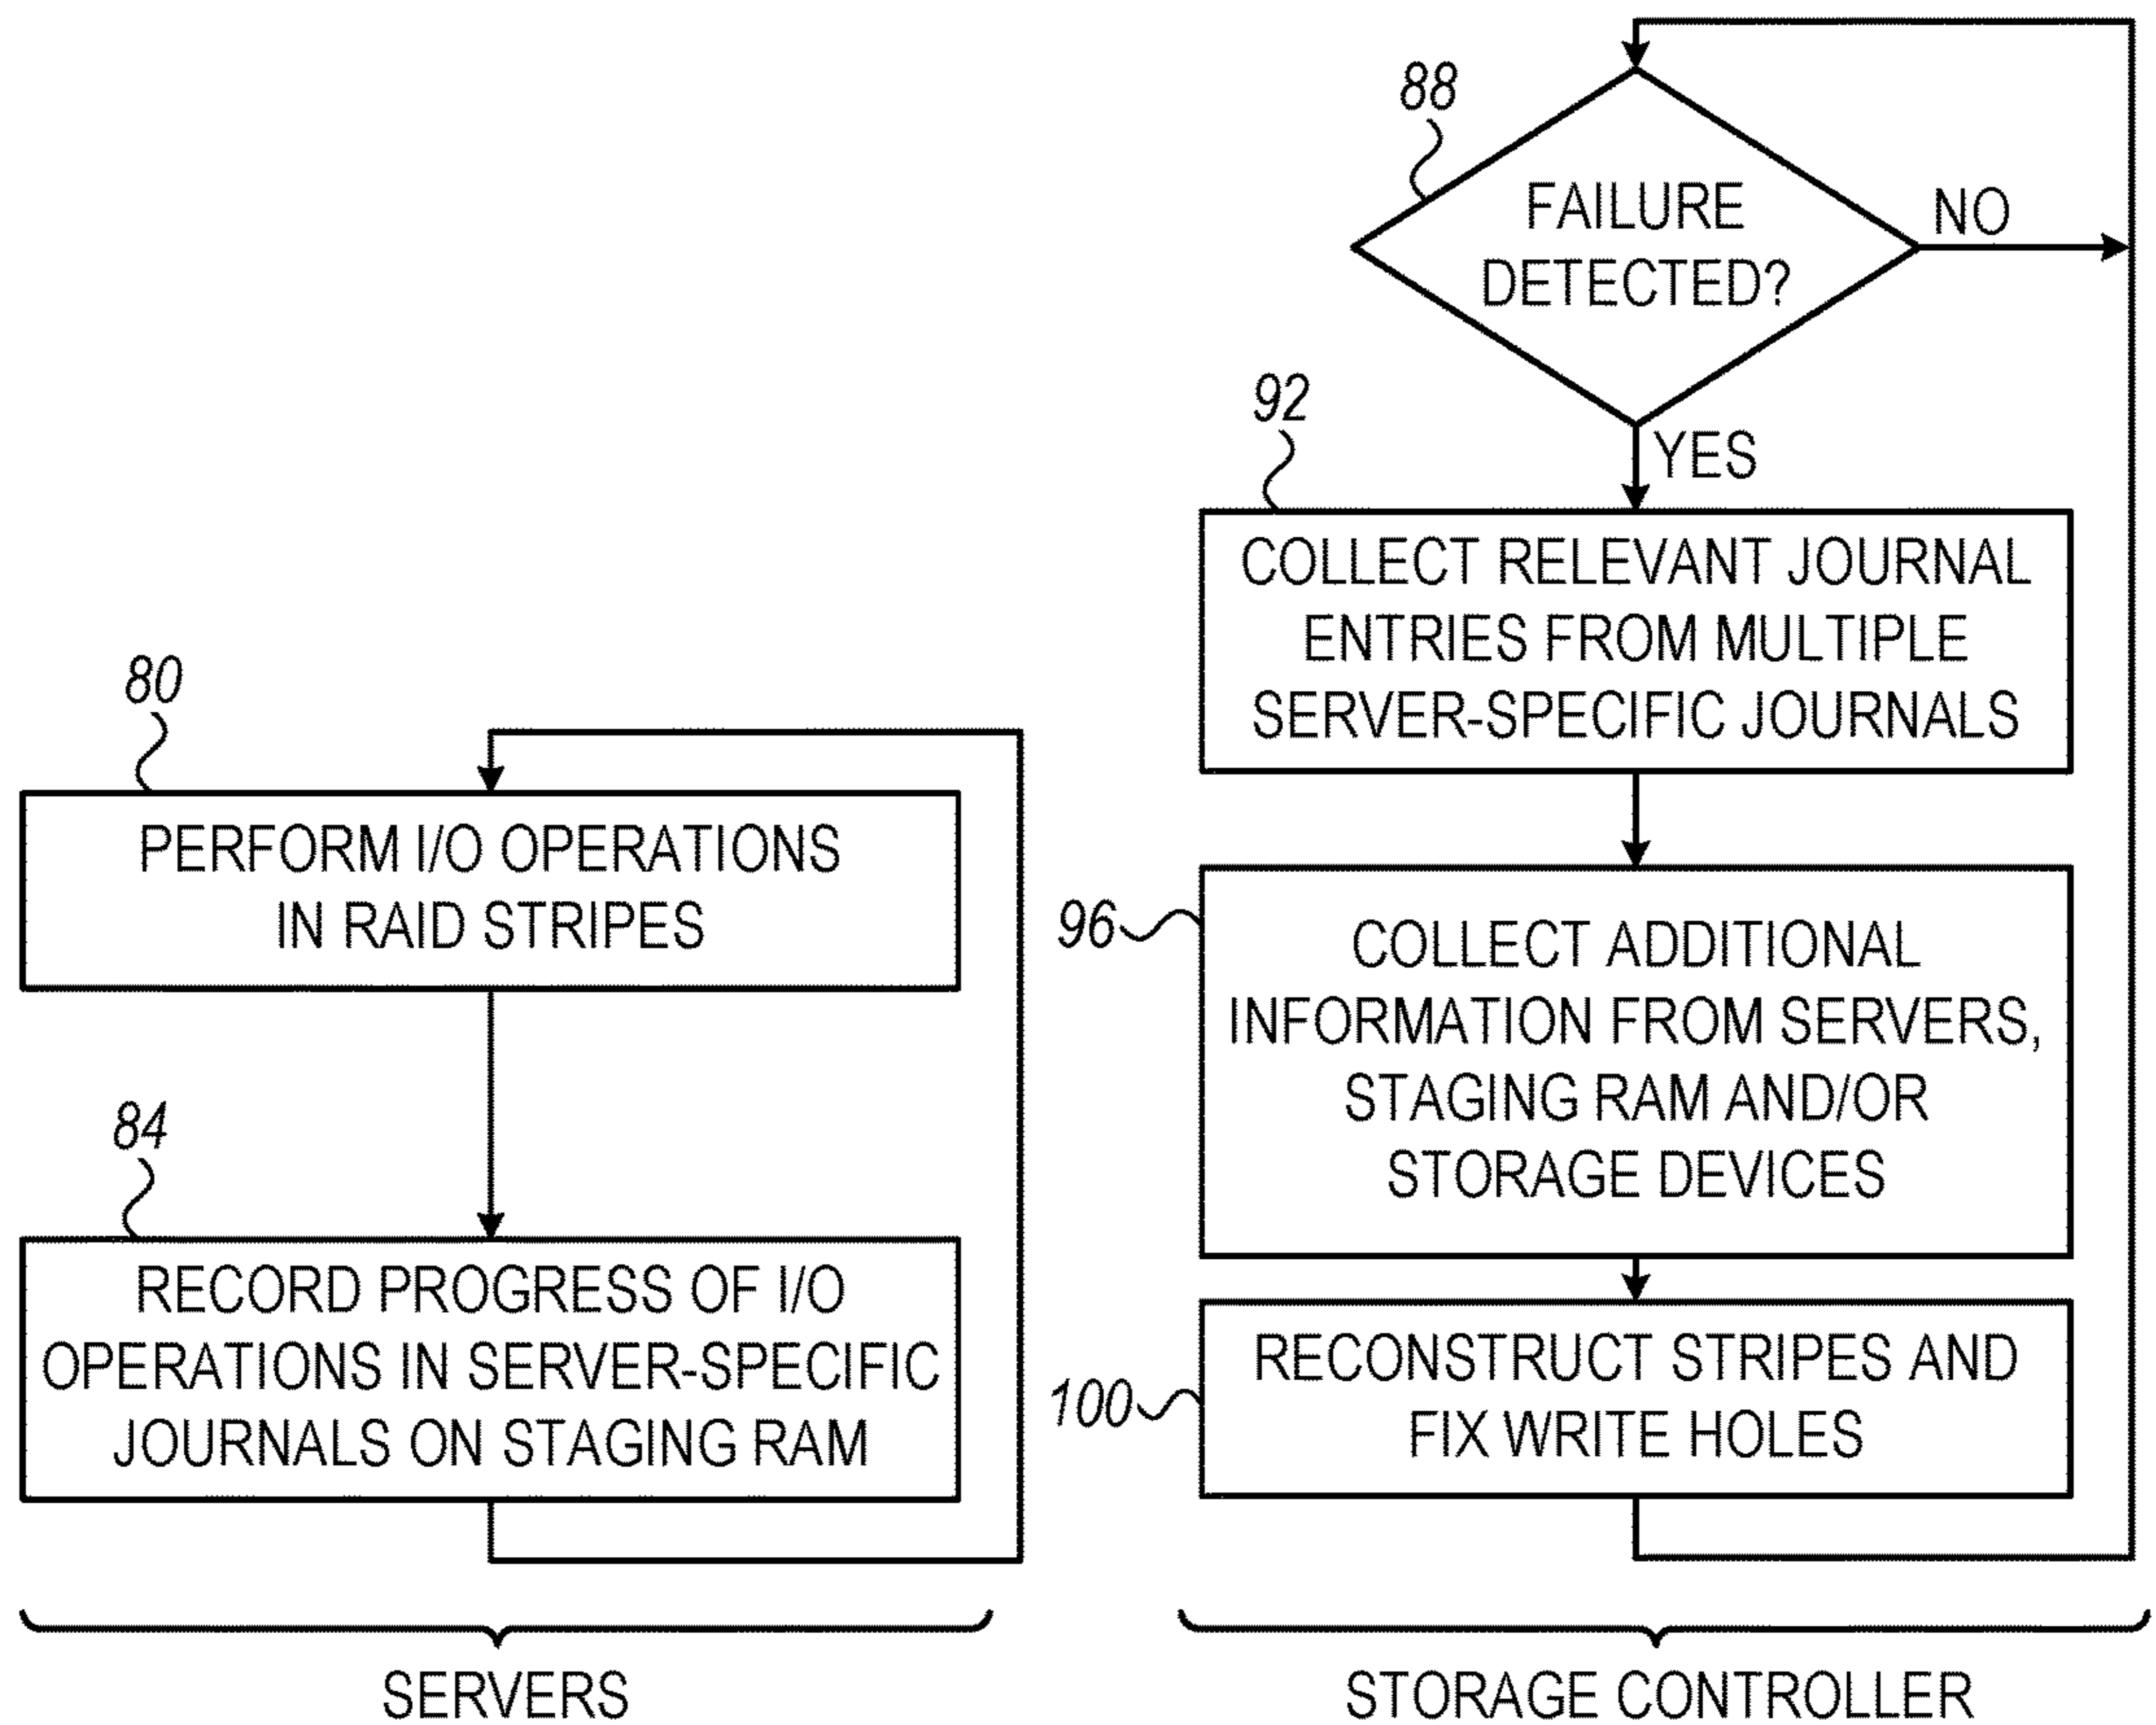 80
PERFORM I/O OPERATIONS
IN RAID STRIPES
84
RECORD PROGRESS OF I/O
OPERATIONS IN SERVER-SPECIFIC
JOURNALS ON STAGING RAM
SERVERS
88
FAILURE
DETECTED?
NO
YES
92
COLLECT RELEVANT JOURNAL
ENTRIES FROM MULTIPLE
SERVER-SPECIFIC JOURNALS
96
COLLECT ADDITIONAL
INFORMATION FROM SERVERS,
STAGING RAM AND/OR
STORAGE DEVICES
100
RECONSTRUCT STRIPES AND
FIX WRITE HOLES
STORAGE CONTROLLER